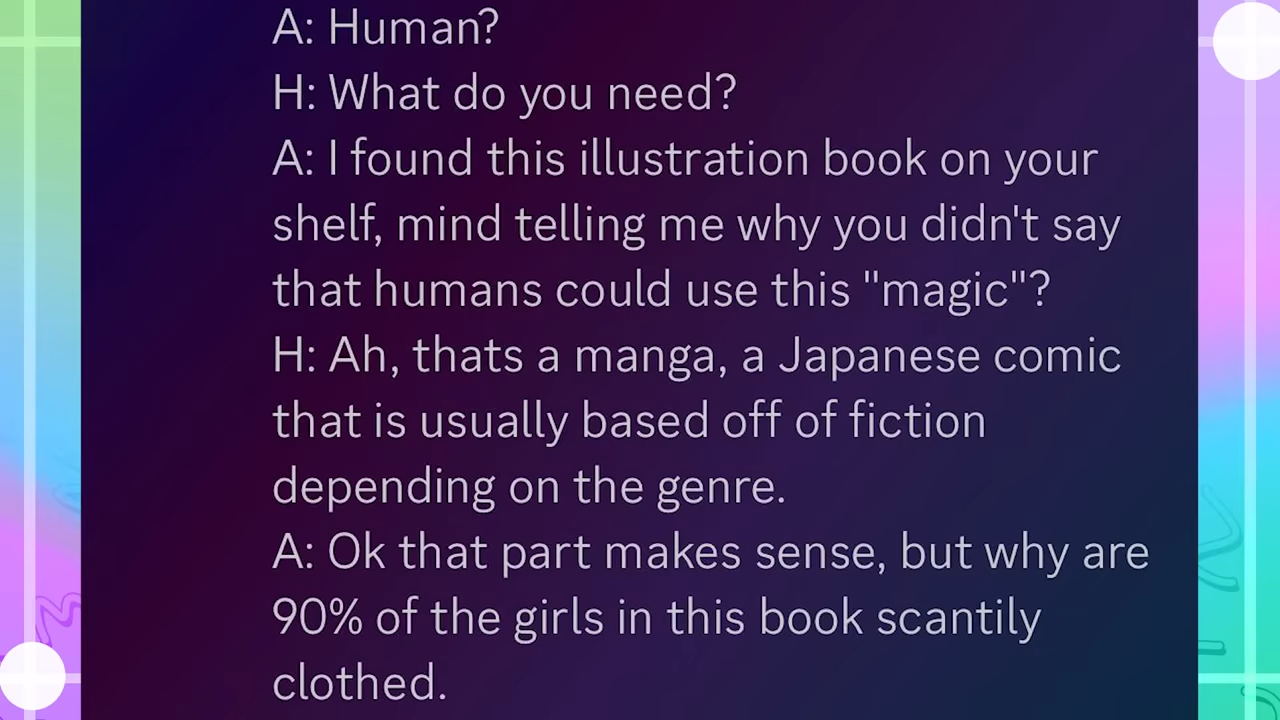 A: Human?
H: What do you need?
A: I found this illustration book on your
shelf, mind telling me why you didn't say
that humans could use this "magic"?
H: Ah, thats a manga, a Japanese comic
that is usually based off of fiction
depending on the genre.
A: Ok that part makes sense, but why are
90% of the girls in this book scantily
clothed.